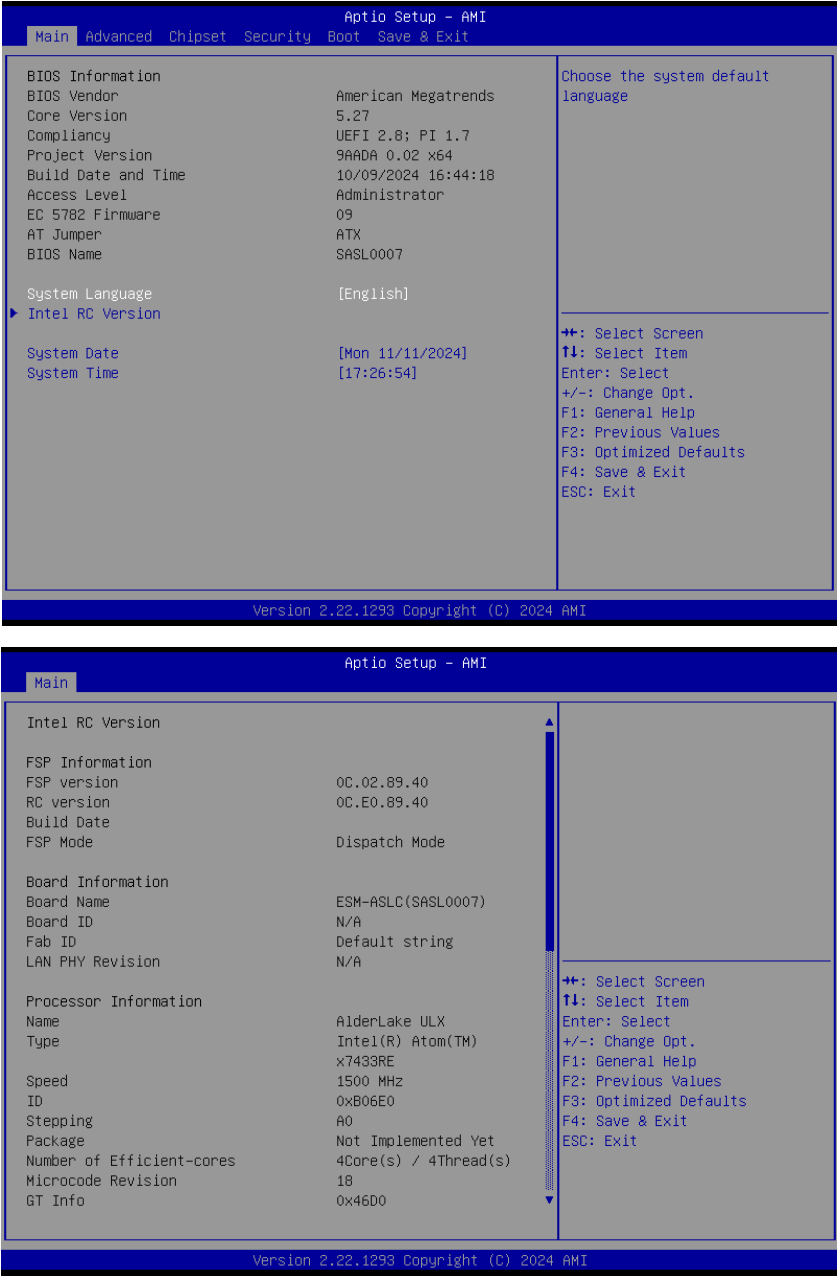 Aptio Setup – AMI
Main Advanced Chipset Security Boot Save & Exit
BIOS Information
BIOS Vendor American Megatrends
Core Version 5.27
Compliancy UEFI 2.8; PI 1.7
Project Version 9AADA 0.02 x64
Build Date and Time 10/09/2024 16:44:18
Access Level Administrator
EC 5782 Firmware 09
AT Jumper ATX
BIOS Name SASL0007
System Language [English]
Intel RC Version
System Date [Mon 11/11/2024]
System Time [17:26:54]
Choose the system default
language
→←: Select Screen
↑↓: Select Item
Enter: Select
+/-: Change Opt.
F1: General Help
F2: Previous Values
F3: Optimized Defaults
F4: Save & Exit
ESC: Exit
Version 2.22.1293 Copyright (C) 2024 AMI
Aptio Setup – AMI
Main
Intel RC Version
FSP Information
FSP version 0C.02.89.40
RC version 0C.E0.89.40
Build Date
FSP Mode Dispatch Mode
Board Information
Board Name ESM-ASLC(SASL0007)
Board ID N/A
Fab ID Default string
LAN PHY Revision N/A
Processor Information
Name AlderLake ULX
Type Intel(R) Atom(TM)
x7433RE
Speed 1500 MHz
ID 0xB06E0
Stepping A0
Package Not Implemented Yet
Number of Efficient-cores 4Core(s) / 4Thread(s)
Microcode Revision 18
GT Info 0x46D0
→←: Select Screen
↑↓: Select Item
Enter: Select
+/-: Change Opt.
F1: General Help
F2: Previous Values
F3: Optimized Defaults
F4: Save & Exit
ESC: Exit
Version 2.22.1293 Copyright (C) 2024 AMI